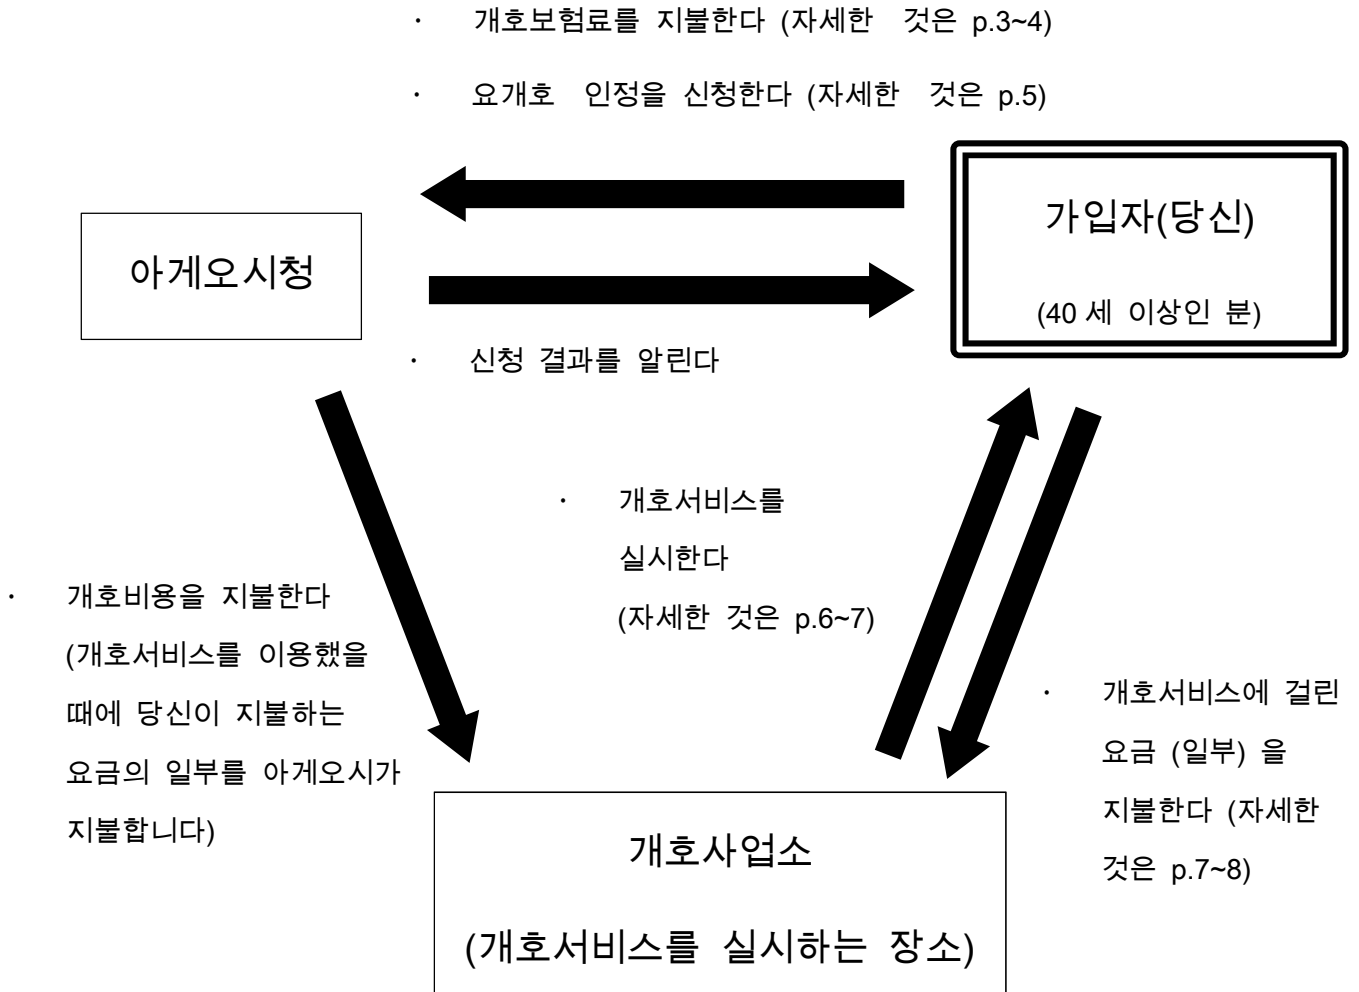 · 개호보험료를 지불한다 (자세한 것은 p.3~4)
· 요개호 인정을 신청한다 (자세한 것은 p.5)
가입자(당신)
(40 세 이상인 분)
아게오시청
· 신청 결과를 알린다
· 개호서비스를
실시한다
(자세한 것은 p.6~7)
· 개호비용을 지불한다
(개호서비스를 이용했을
때에 당신이 지불하는
요금의 일부를 아게오시가
지불합니다)
· 개호서비스에 걸린
요금 (일부) 을
지불한다 (자세한
것은 p.7~8)
개호사업소
(개호서비스를 실시하는 장소)